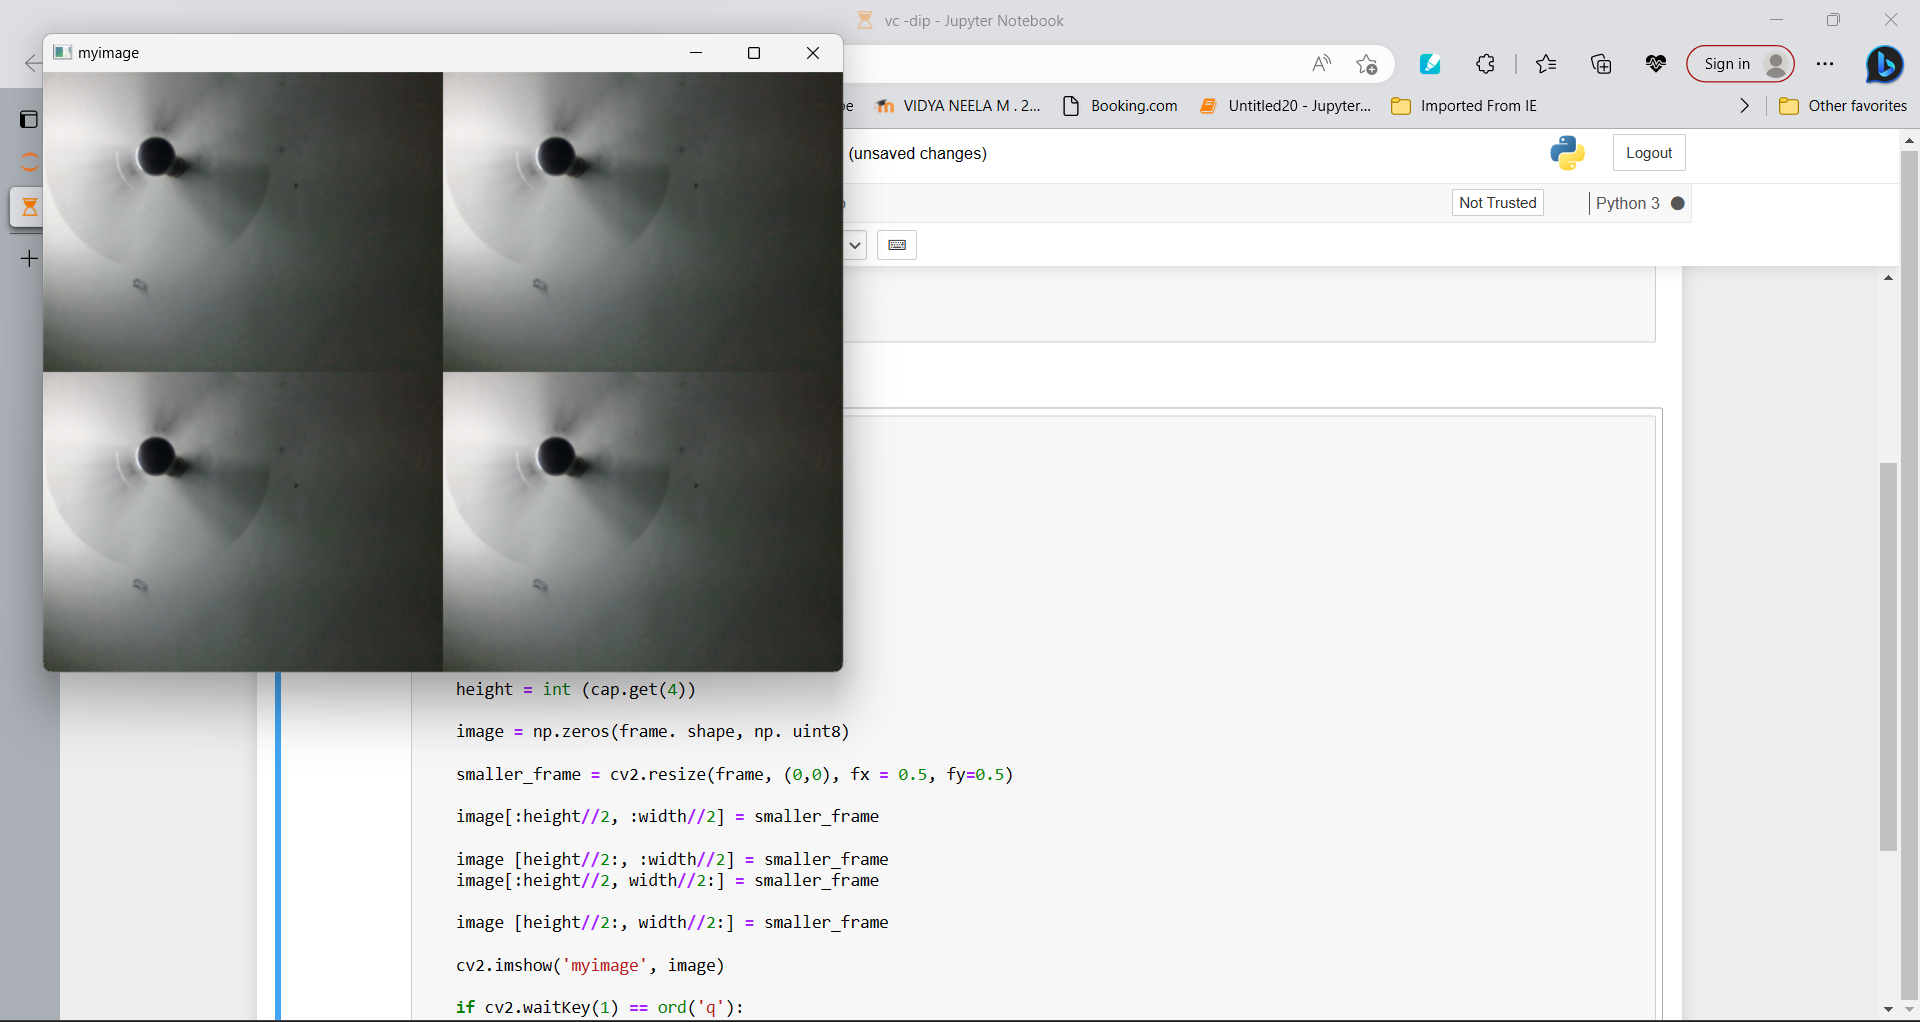 vc -dip - Jupyter Notebook
myimage
Sign in
VIDYA NEELA M . 2...
Booking.com
Untitled20 - Jupyter...
Imported From IE
Other favorites
(unsaved changes)
Logout
Not Trusted
Python 3
height = int (cap.get(4))
image = np.zeros(frame. shape, np. uint8)
smaller_frame = cv2.resize(frame, (0,0), fx = 0.5, fy=0.5)
image[:height//2, :width//2] = smaller_frame
image [height//2:, :width//2] = smaller_frame
image[:height//2, width//2:] = smaller_frame
image [height//2:, width//2:] = smaller_frame
cv2.imshow('myimage', image)
if cv2.waitKey(1) == ord('q'):